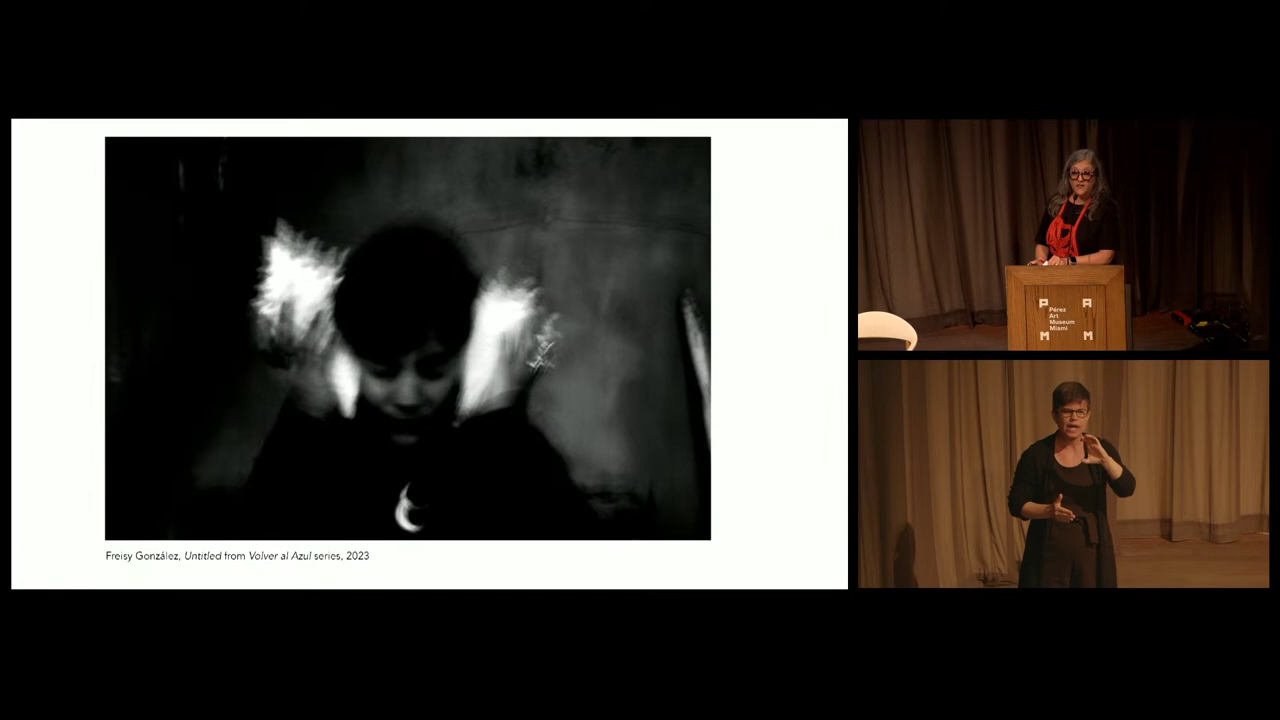 Freisy González, Untitled from Volver al Azul series, 2023
P A
Pérez
Art
Museum
Miami
M M